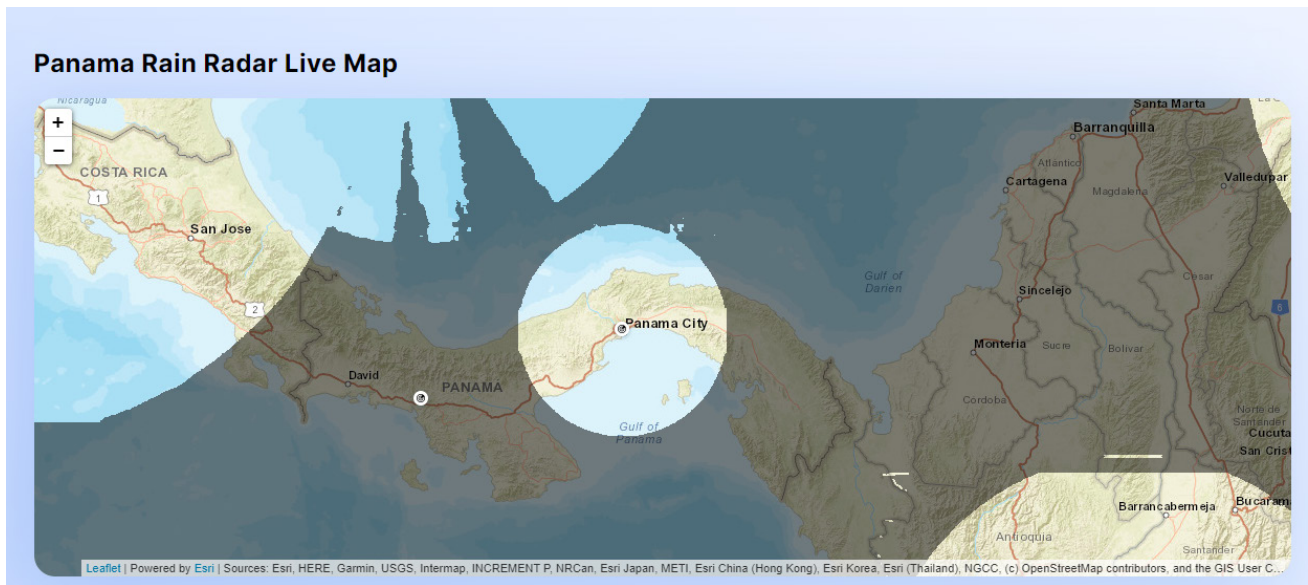 Panama Rain Radar Live Map
Nicaragua
+
−
COSTA RICA
1
San Jose
2
David
PANAMA
Panama City
Gulf of
Panama
Gulf of
Darien
Santa Marta
Barranquilla
Atlántico
Cartagena
Magdalena
Valledupar
Cesar
Sincelejo
6
Monteria
Sucre
Bolivar
Córdoba
Norte de
Santander
Cucuta
San Crist
Barrancabermeja
Bucaram
Antioquia
Santander
Leaflet | Powered by Esri | Sources: Esri, HERE, Garmin, USGS, Intermap, INCREMENT P, NRCan, Esri Japan, METI, Esri China (Hong Kong), Esri Korea, Esri (Thailand), NGCC, (c) OpenStreetMap contributors, and the GIS User C...